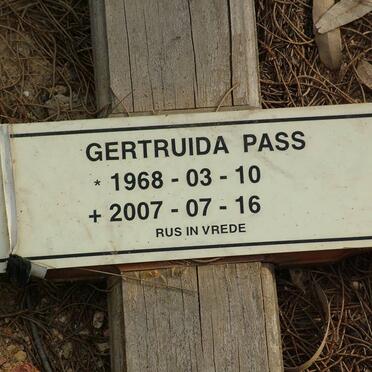 GERTRUIDA PASS
* 1968 - 03 - 10
+ 2007 - 07 - 16
RUS IN VREDE